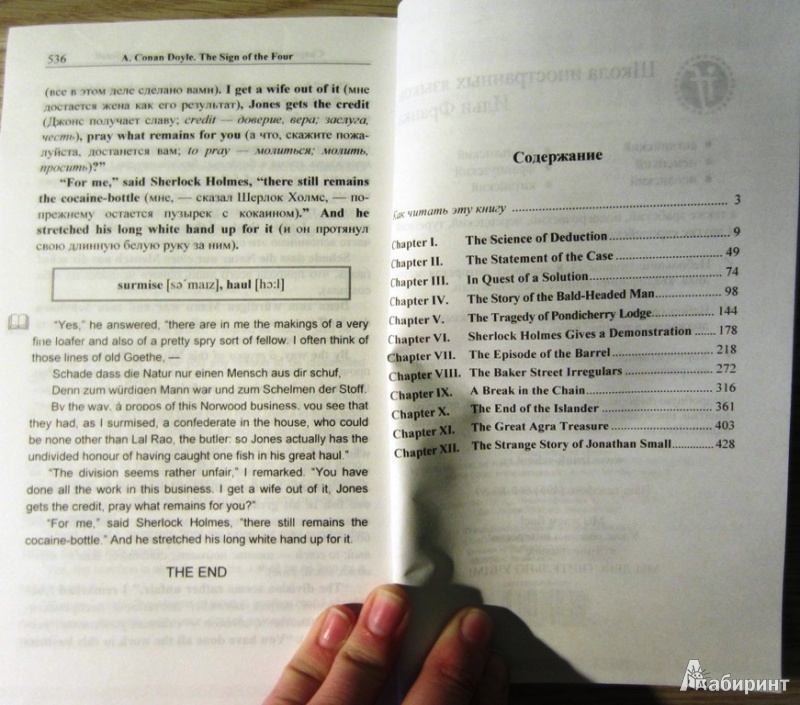 536
A. Conan Doyle. The Sign of the Four
(все в этом деле сделано вами). I get a wife out of it (мне
достается жена как его результат), Jones gets the credit
(Джонс получает славу; credit — доверие, вера; заслуга,
честь), pray what remains for you (а что, скажите пожа-
луйста, достанется вам; to pray — молиться; молить,
просить)?”
“For me,” said Sherlock Holmes, “there still remains
the cocaine-bottle (мне, — сказал Шерлок Холмс, — по-
прежнему остается пузырек с кокаином).” And he
stretched his long white hand up for it (и он протянул
свою длинную белую руку за ним).
surmise [sə´maɪz], haul [hɔ:l]
“Yes,” he answered, “there are in me the makings of a very
fine loafer and also of a pretty spry sort of fellow. I often think of
those lines of old Goethe, —
Schade dass die Natur nur einen Mensch aus dir schuf,
Denn zum würdigen Mann war und zum Schelmen der Stoff.
By the way, à propos of this Norwood business, you see that
they had, as I surmised, a confederate in the house, who could
be none other than Lal Rao, the butler: so Jones actually has the
undivided honour of having caught one fish in his great haul.”
“The division seems rather unfair,” I remarked. “You have
done all the work in this business. I get a wife out of it, Jones
gets the credit, pray what remains for you?”
“For me,” said Sherlock Holmes, “there still remains the
cocaine-bottle.” And he stretched his long white hand up for it.
THE END
Содержание
Как читать эту книгу 3
Chapter I. The Science of Deduction 9
Chapter II. The Statement of the Case 49
Chapter III. In Quest of a Solution 74
Chapter IV. The Story of the Bald-Headed Man 98
Chapter V. The Tragedy of Pondicherry Lodge 144
Chapter VI. Sherlock Holmes Gives a Demonstration 178
Chapter VII. The Episode of the Barrel 218
Chapter VIII. The Baker Street Irregulars 272
Chapter IX. A Break in the Chain 316
Chapter X. The End of the Islander 361
Chapter XI. The Great Agra Treasure 403
Chapter XII. The Strange Story of Jonathan Small 428
Лабиринт